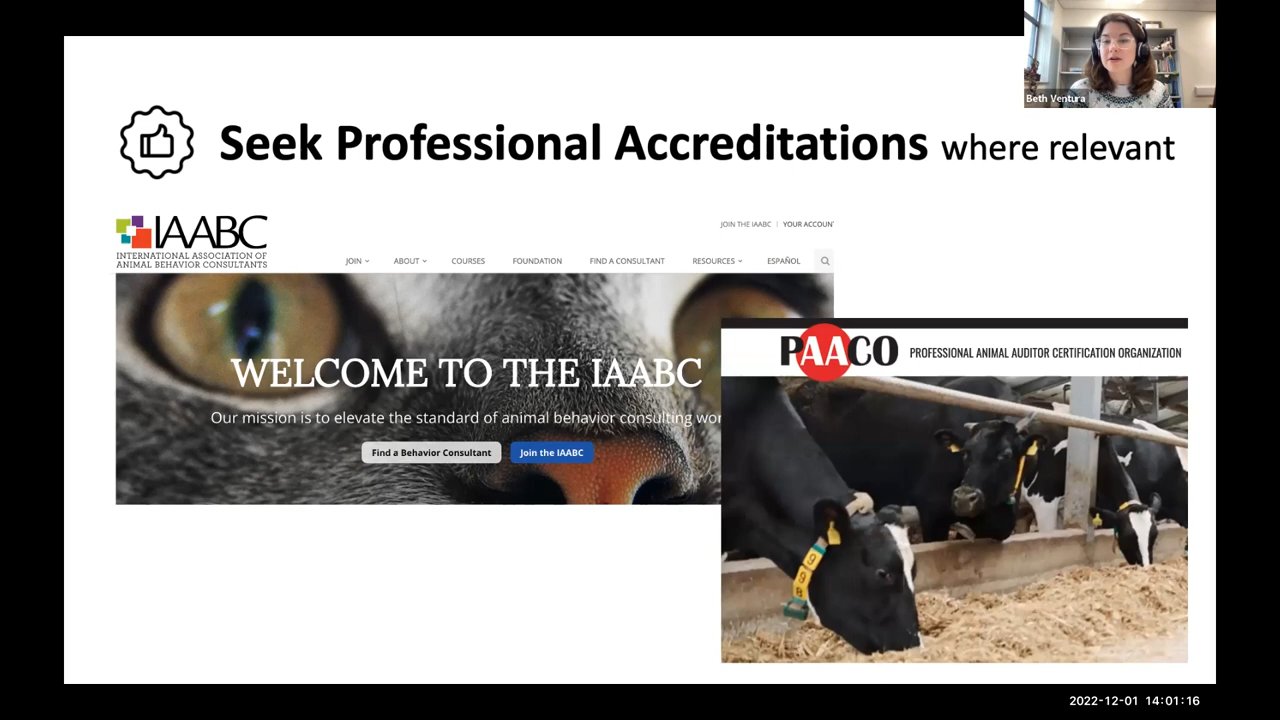 Beth Ventura
Seek Professional Accreditations where relevant
IAABC
INTERNATIONAL ASSOCIATION OF
ANIMAL BEHAVIOR CONSULTANTS
JOIN THE IAABC | YOUR ACCOUN
JOIN ABOUT COURSES FOUNDATION FIND A CONSULTANT RESOURCES ESPAÑOL
WELCOME TO THE IAABC
Our mission is to elevate the standard of animal behavior consulting wor
Find a Behavior Consultant Join the IAABC
PAACO PROFESSIONAL ANIMAL AUDITOR CERTIFICATION ORGANIZATION
998
2022-12-01 14:01:16